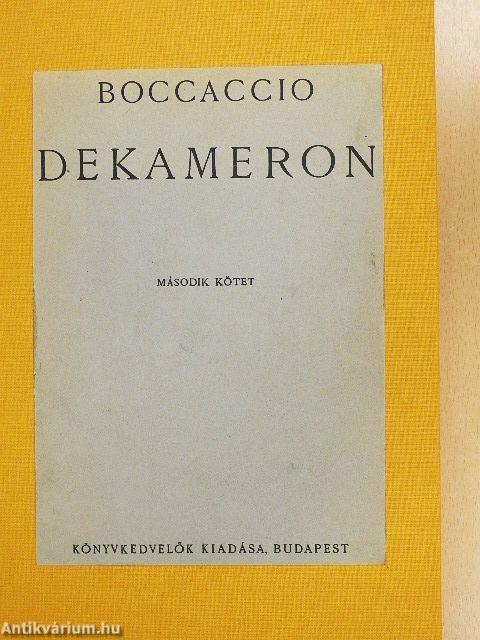 BOCCACCIO
DEKAMERON
MÁSODIK KÖTET
KÖNYVKEDVELŐK KIADÁSA, BUDAPEST
Antikvárium.hu